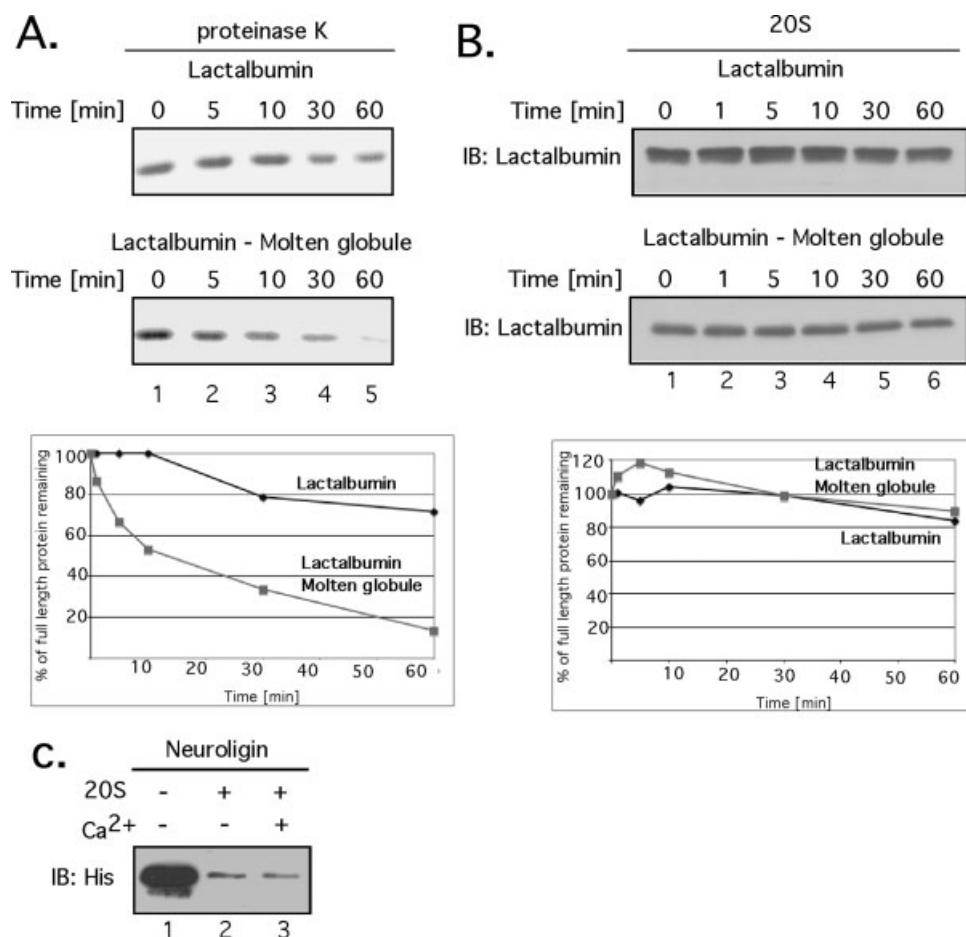 A.
proteinase K
Lactalbumin
Time [min] 0 5 10 30 60
Lactalbumin - Molten globule
Time [min] 0 5 10 30 60
1 2 3 4 5
% of full length protein remaining
100
80
60
40
20
Lactalbumin
Lactalbumin
Molten globule
10 20 30 40 50 60
Time [min]
B.
20S
Lactalbumin
Time [min] 0 1 5 10 30 60
IB: Lactalbumin
Lactalbumin - Molten globule
Time [min] 0 1 5 10 30 60
IB: Lactalbumin
1 2 3 4 5 6
% of full length protein remaining
120
100
80
60
40
20
Lactalbumin
Molten globule
Lactalbumin
10 20 30 40 50 60
Time [min]
C.
Neuroligin
20S - + +
Ca2+ - - +
IB: His
1 2 3